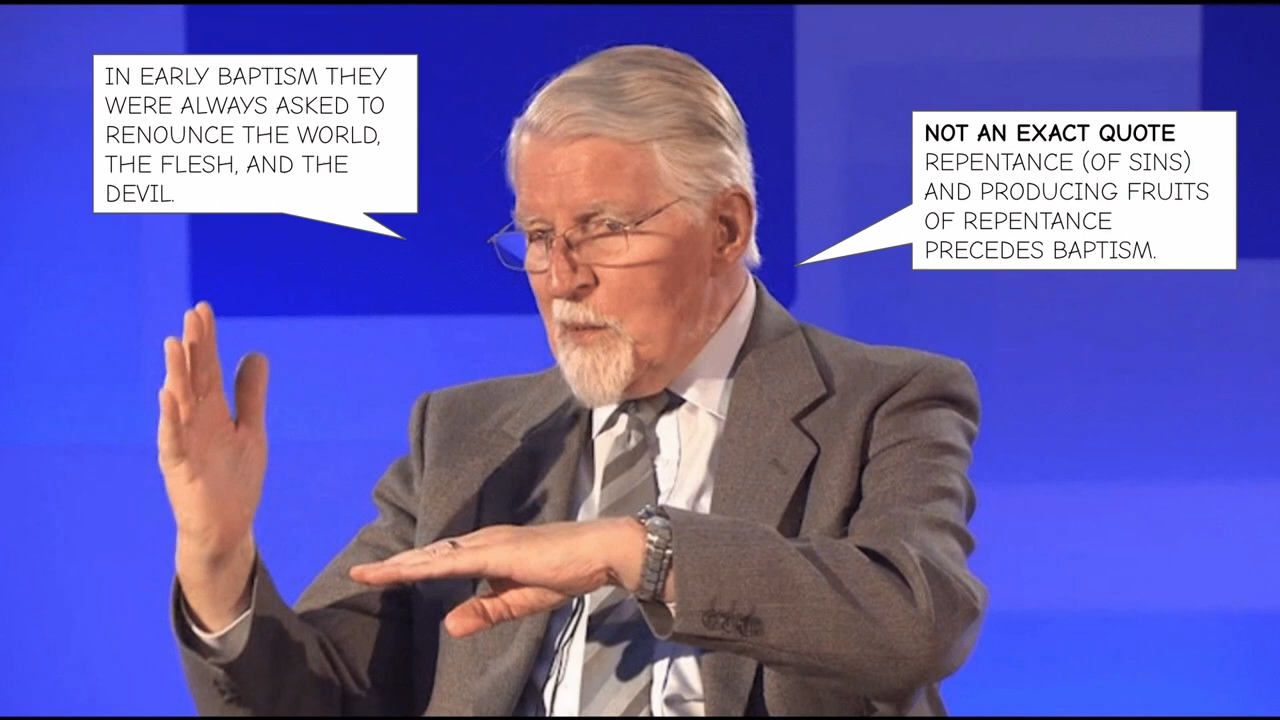 IN EARLY BAPTISM THEY
WERE ALWAYS ASKED TO
RENOUNCE THE WORLD,
THE FLESH, AND THE
DEVIL.
NOT AN EXACT QUOTE
REPENTANCE (OF SINS)
AND PRODUCING FRUITS
OF REPENTANCE
PRECEDES BAPTISM.